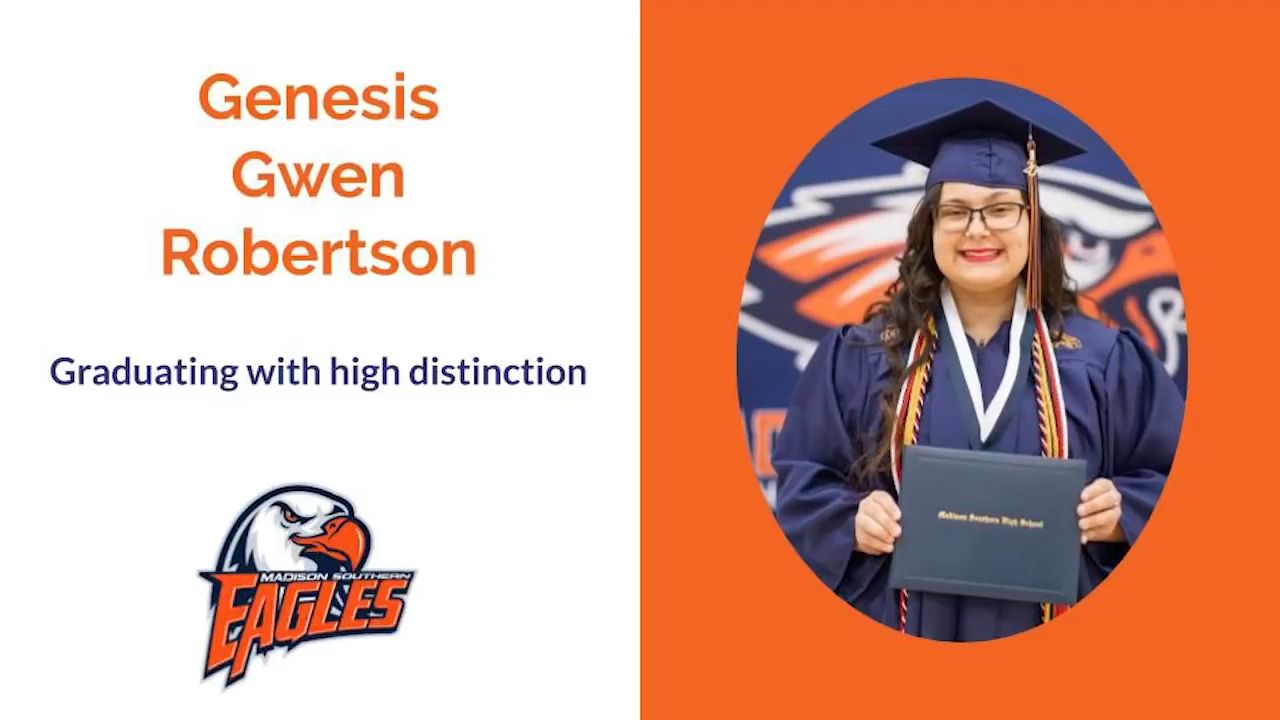 Genesis
Gwen
Robertson
Graduating with high distinction
MADISON SOUTHERN
EAGLES
Madison Southern High School